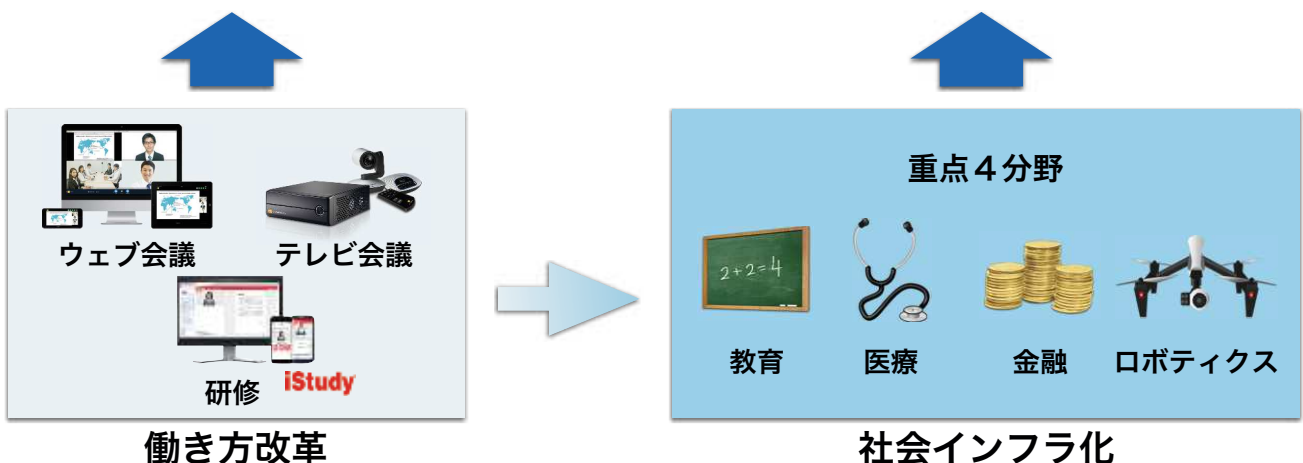 ウェブ会議
テレビ会議
研修
iStudy
働き方改革
重点４分野
2+2=4
教育
医療
金融
ロボティクス
社会インフラ化